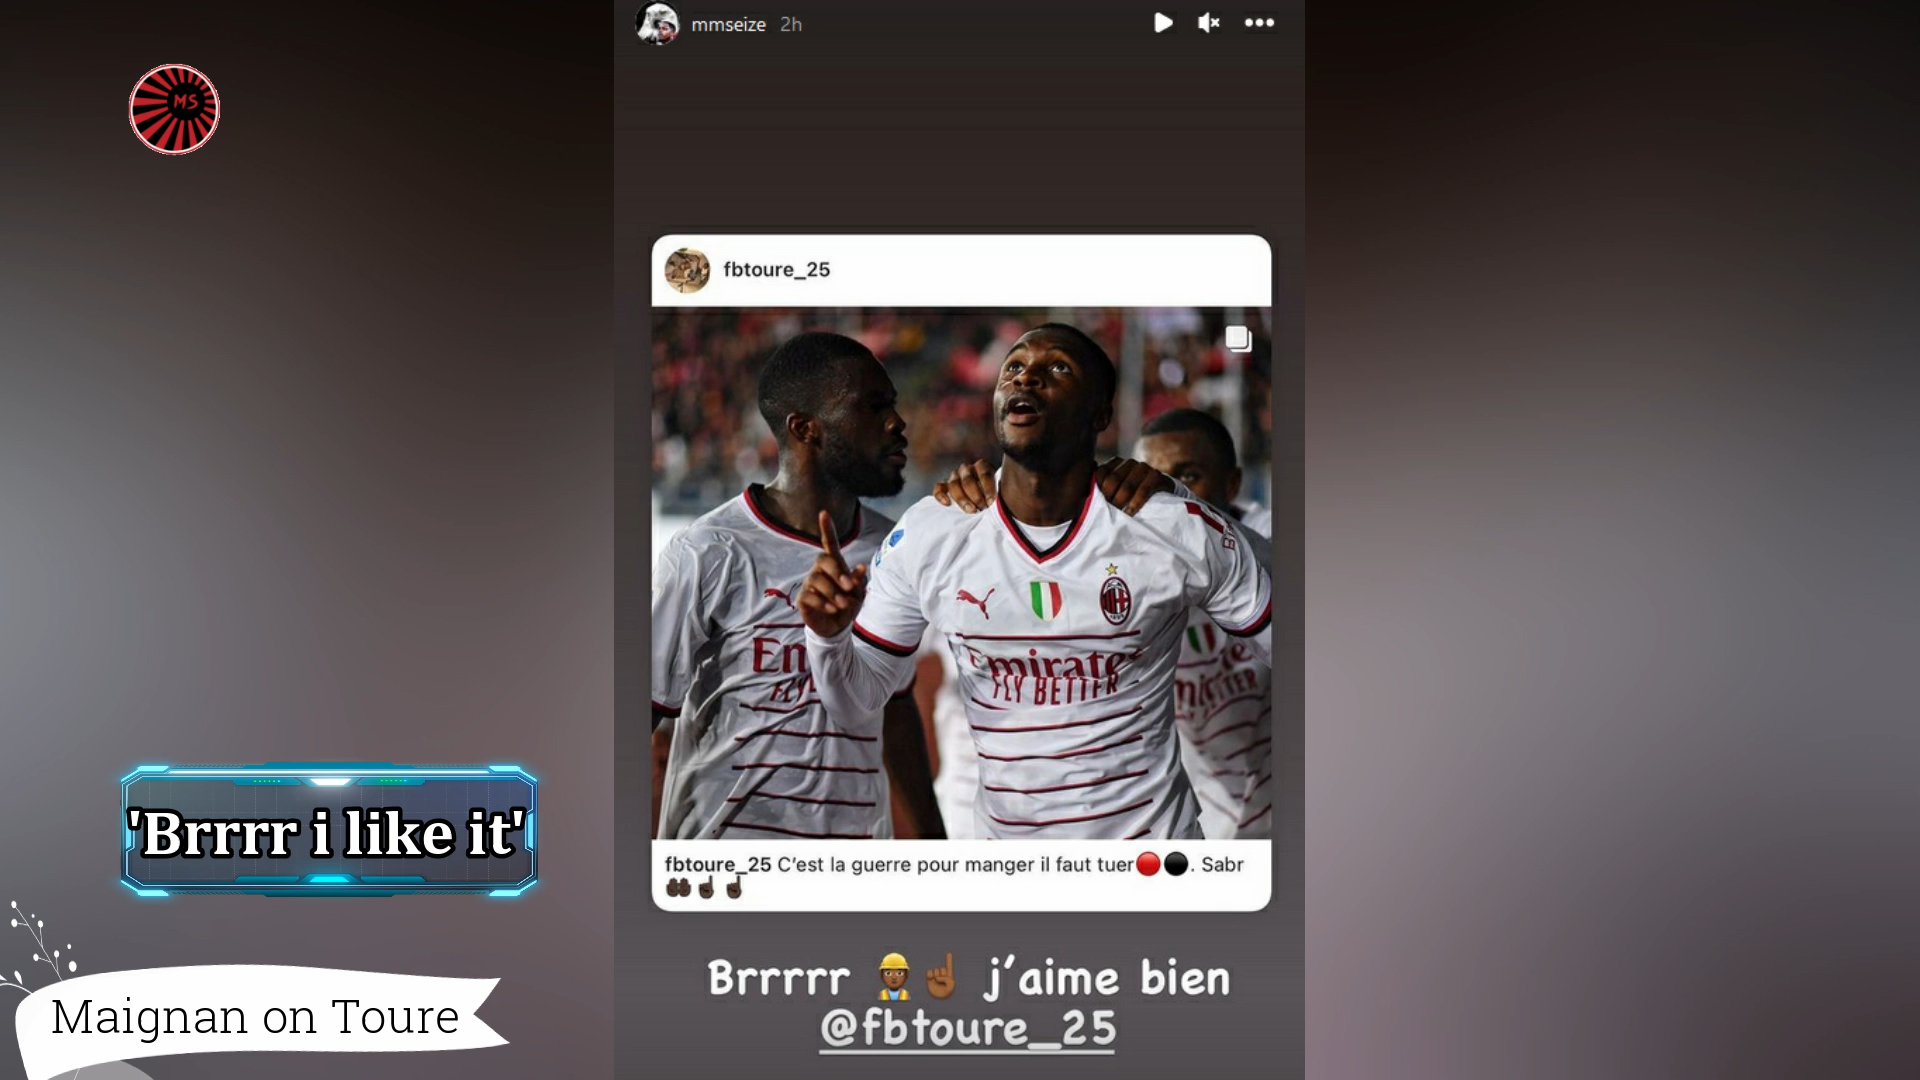 mmseize 2h
MS
fbtoure_25
Emirates
FLY BETTER
fbtoure_25 C'est la guerre pour manger il faut tuer🔴⚫. Sabr
'Brrrr i like it'
Maignan on Toure
Brrrrr 👷🏾☝🏾 j'aime bien
@fbtoure_25